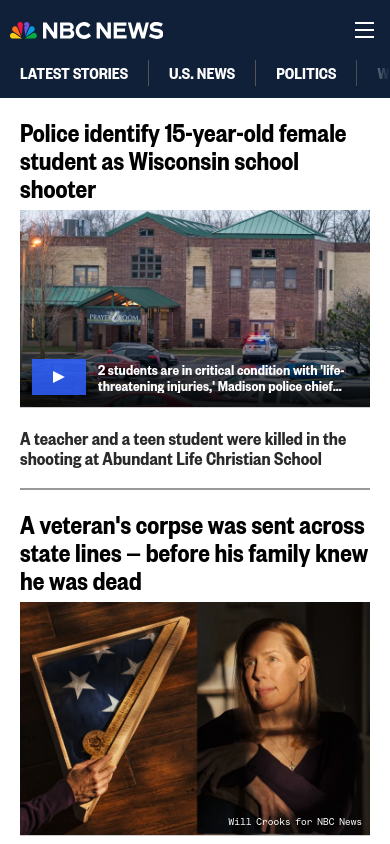 NBC NEWS
LATEST STORIES
U.S. NEWS
POLITICS
Police identify 15-year-old female
student as Wisconsin school
shooter
PRAYER ROOM
2 students are in critical condition with 'life-
threatening injuries,' Madison police chief...
A teacher and a teen student were killed in the
shooting at Abundant Life Christian School
A veteran's corpse was sent across
state lines — before his family knew
he was dead
Will Crooks for NBC News